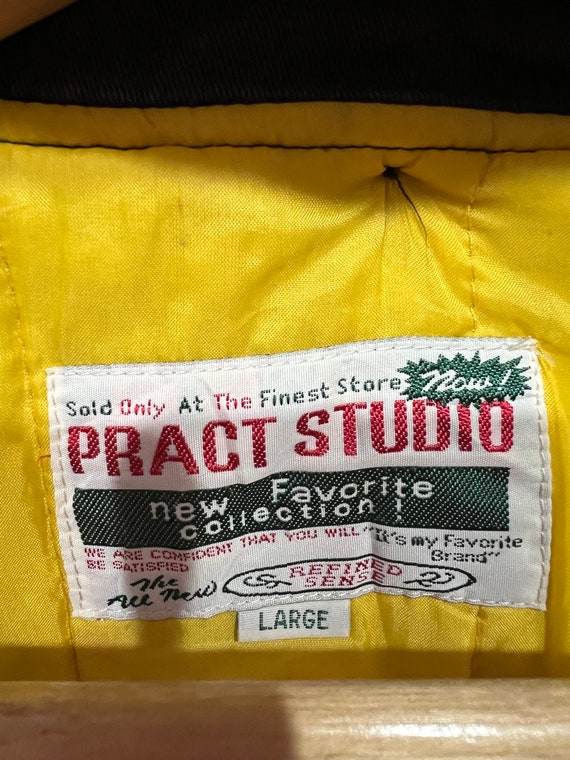 Sold Only At The Finest Store Now!
PRACT STUDIO
new Favorite
collection!
WE ARE CONFIDENT THAT YOU WILL "It's my Favorite
BE SATISFIED Brand"
The All New
REFINED
SENSE
LARGE